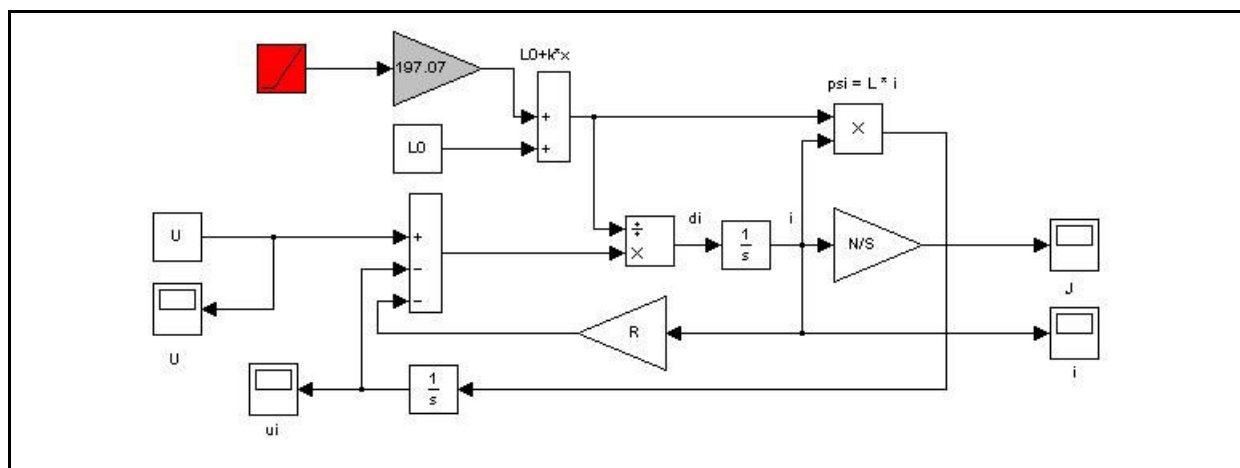 L0+k*x
197.07
psi = L * i
+
×
L0
+
U
+
÷
di
1
s
i
N/S
−
×
J
−
R
U
1
s
i
ui